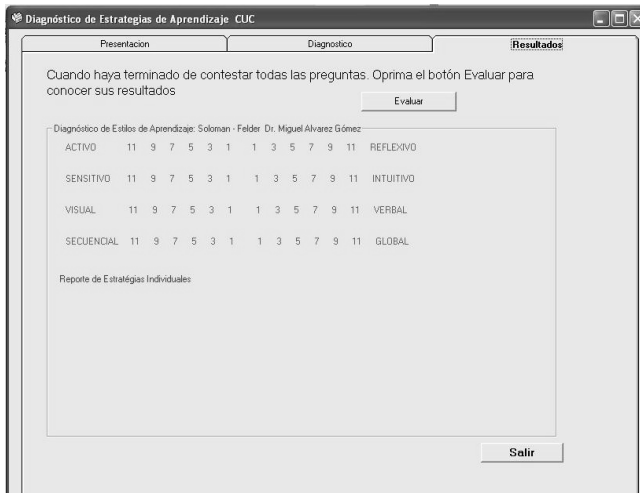 Diagnóstico de Estrategias de Aprendizaje CUC
Presentacion Diagnostico Resultados
Cuando haya terminado de contestar todas las preguntas. Oprima el botón Evaluar para
conocer sus resultados
Evaluar
Diagnóstico de Estilos de Aprendizaje: Soloman - Felder Dr. Miguel Alvarez Gómez
ACTIVO 11 9 7 5 3 1 1 3 5 7 9 11 REFLEXIVO
SENSITIVO 11 9 7 5 3 1 1 3 5 7 9 11 INTUITIVO
VISUAL 11 9 7 5 3 1 1 3 5 7 9 11 VERBAL
SECUENCIAL 11 9 7 5 3 1 1 3 5 7 9 11 GLOBAL
Reporte de Estratégias Individuales
Salir